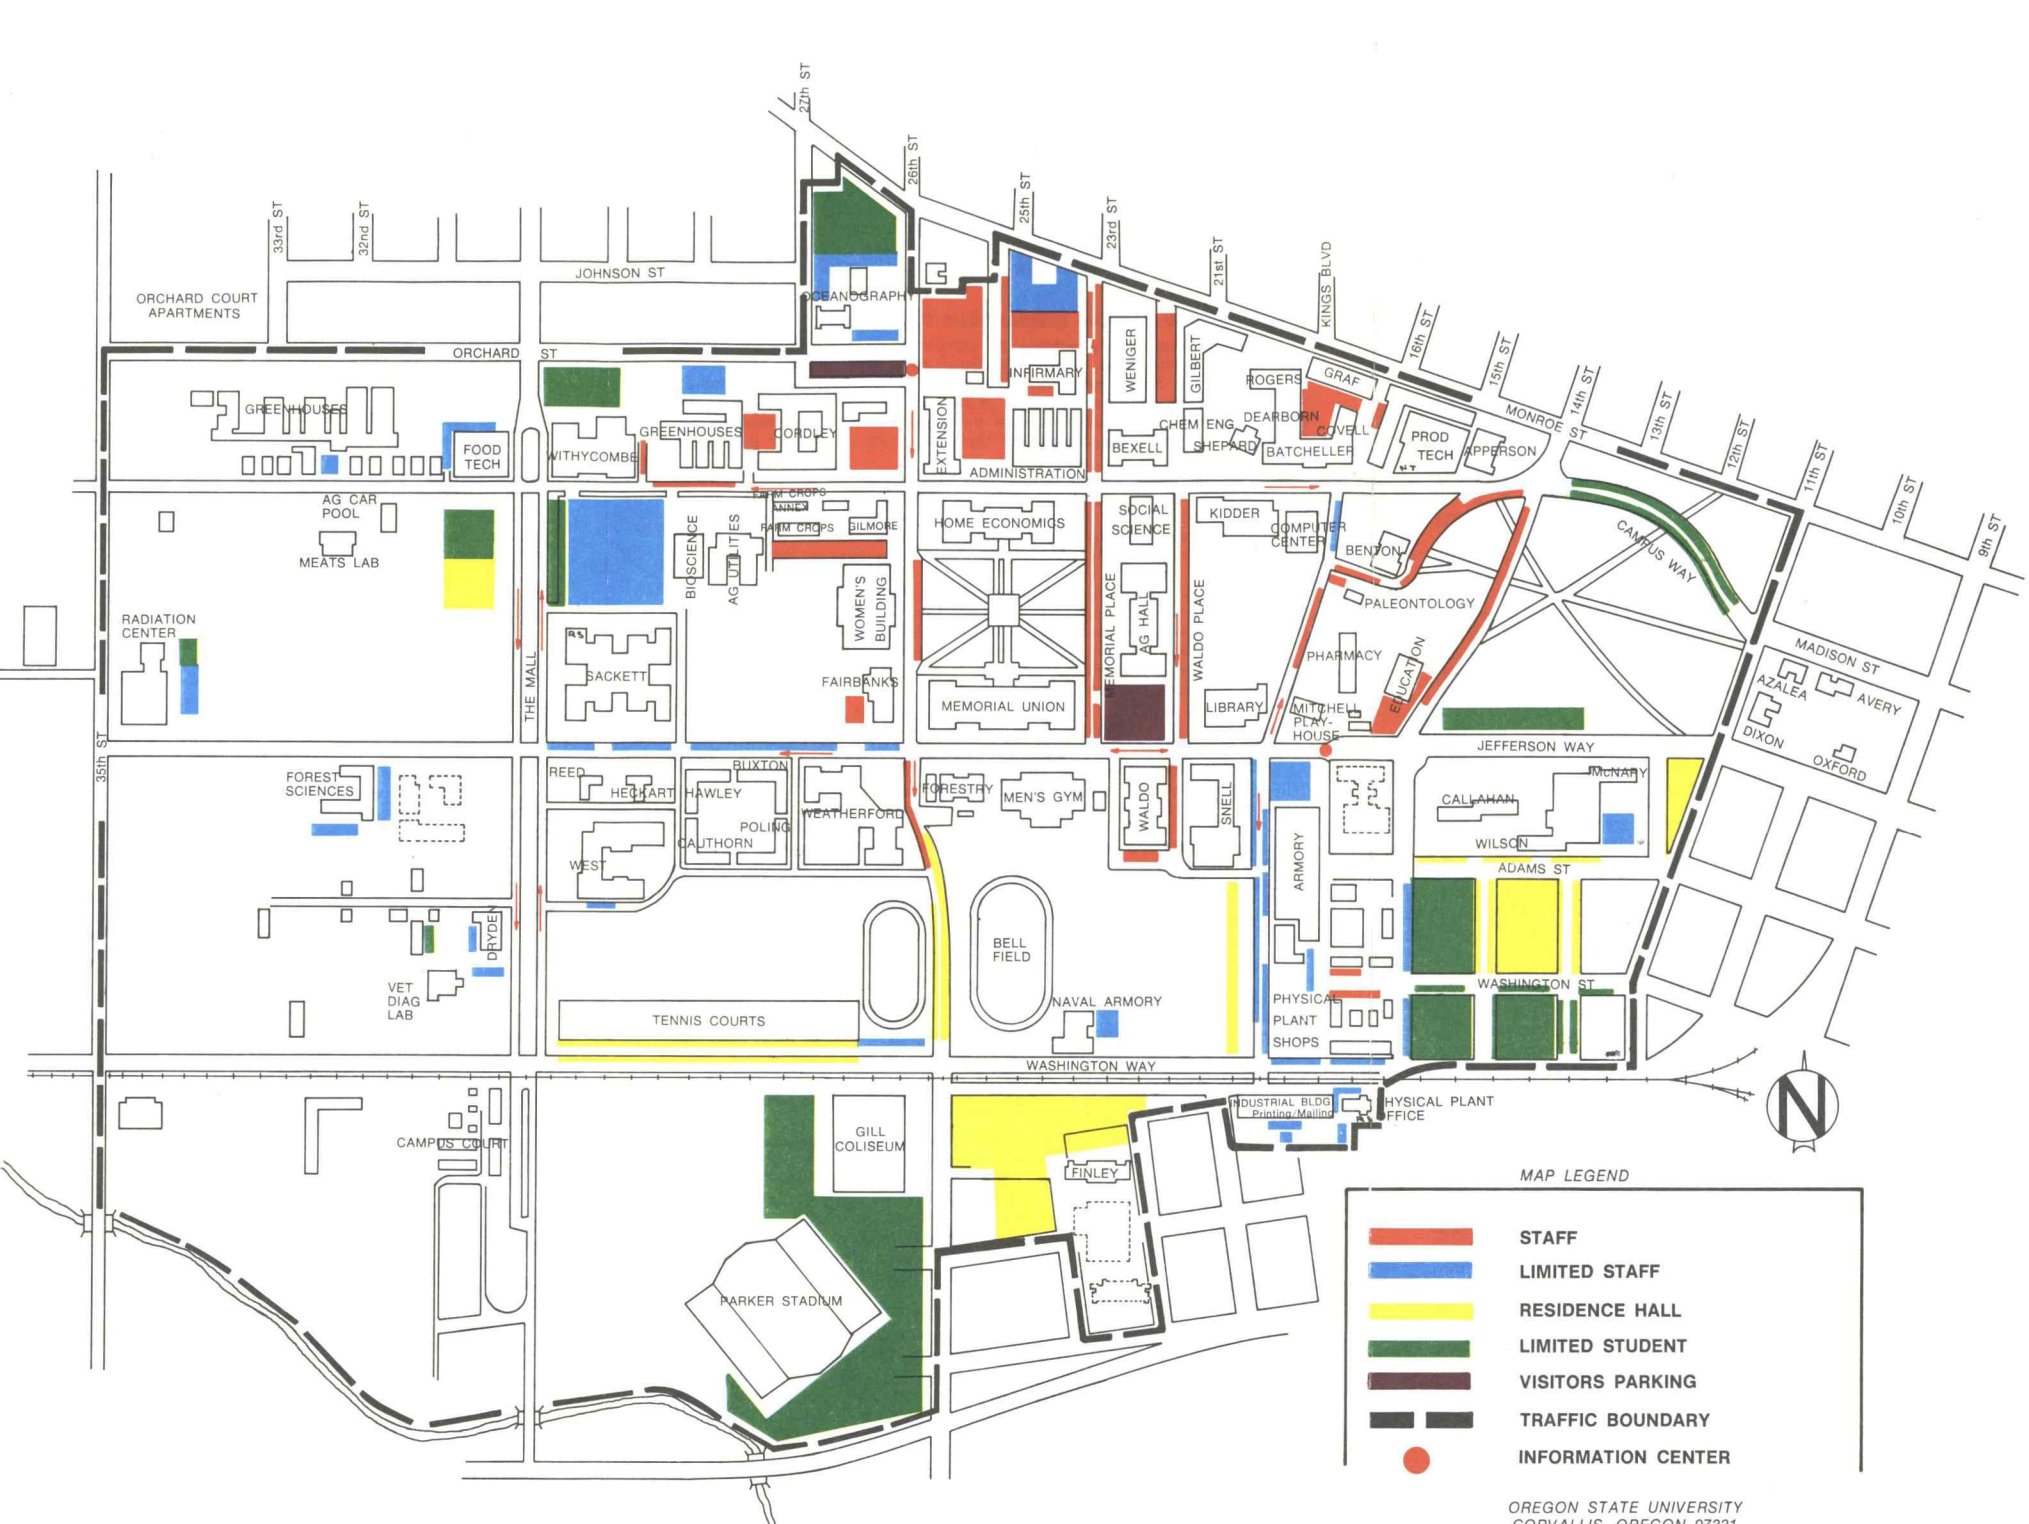 27th ST
26th ST
25th ST
23rd ST
21st ST
KINGS BLVD
16th ST
15th ST
14th ST
13th ST
12th ST
11th ST
10th ST
9th ST
33rd ST
32nd ST
JOHNSON ST
ORCHARD COURT
APARTMENTS
OCEANOGRAPHY
ORCHARD ST
MONROE ST
GREENHOUSES
FOOD
TECH
WITHYCOMBE
GREENHOUSES
CORDLEY
EXTENSION
INFIRMARY
ADMINISTRATION
WENIGER
GILBERT
BEXELL
CHEM ENG
SHEPARD
ROGERS
GRAF
DEARBORN
COVELL
BATCHELLER
PROD
TECH
APPERSON
AG CAR
POOL
MEATS LAB
BIOSCIENCE
AG UTILITIES
FARM CROPS
ANNEX
FARM CROPS
GILMORE
HOME ECONOMICS
SOCIAL
SCIENCE
KIDDER
COMPUTER
CENTER
BENTON
CAMPUS WAY
RADIATION
CENTER
THE MALL
RS
SACKETT
WOMEN'S
BUILDING
FAIRBANKS
MEMORIAL UNION
MEMORIAL PLACE
AG HALL
WALDO PLACE
LIBRARY
PALEONTOLOGY
PHARMACY
EDUCATION
MITCHELL
PLAY-
HOUSE
MADISON ST
AZALEA
AVERY
DIXON
OXFORD
JEFFERSON WAY
35th ST
FOREST
SCIENCES
REED
HECKART
HAWLEY
BUXTON
POLING
CAUTHORN
WEATHERFORD
FORESTRY
MEN'S GYM
WALDO
SNELL
ARMORY
CALLAHAN
McNARY
WILSON
ADAMS ST
WEST
DRYDEN
VET
DIAG
LAB
TENNIS COURTS
BELL
FIELD
NAVAL ARMORY
PHYSICAL
PLANT
SHOPS
WASHINGTON ST
WASHINGTON WAY
CAMPUS COURT
GILL
COLISEUM
FINLEY
INDUSTRIAL BLDG
Printing/Mailing
PHYSICAL PLANT
OFFICE
N
PARKER STADIUM
MAP LEGEND
STAFF
LIMITED STAFF
RESIDENCE HALL
LIMITED STUDENT
VISITORS PARKING
TRAFFIC BOUNDARY
INFORMATION CENTER
OREGON STATE UNIVERSITY
CORVALLIS, OREGON 97331